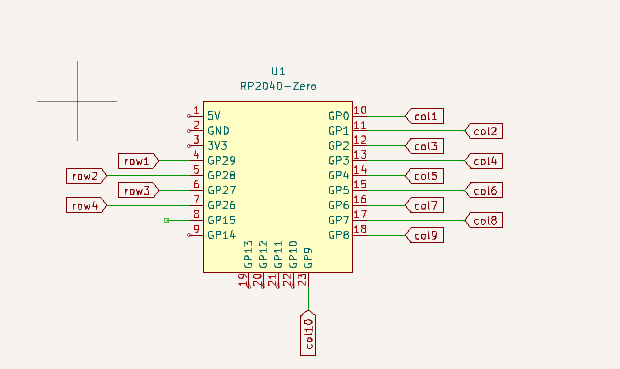 U1
RP2040-Zero
1 5V GP0 10 col1
2 GND GP1 11 col2
3 3V3 GP2 12 col3
row1 4 GP29 GP3 13 col4
row2 5 GP28 GP4 14 col5
row3 6 GP27 GP5 15 col6
row4 7 GP26 GP6 16 col7
8 GP15 GP7 17 col8
9 GP14 GP8 18 col9
GP13 GP12 GP11 GP10 GP9
19 20 21 22 23
col10